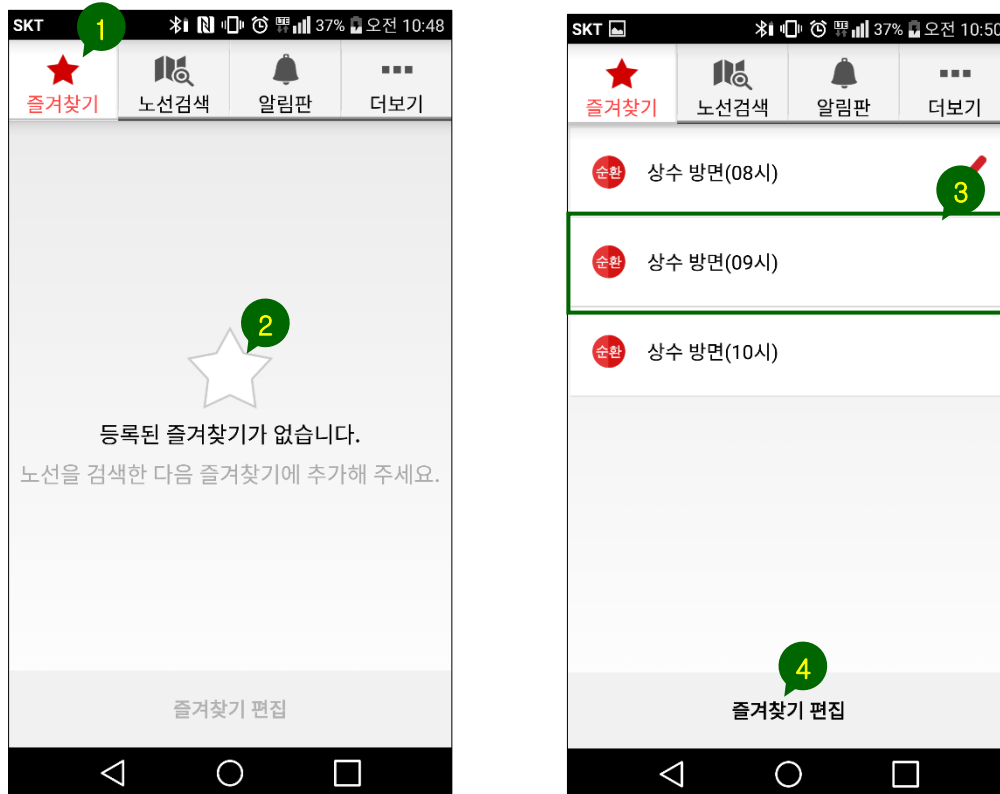 SKT 37% 오전 10:48
1
즐겨찾기 노선검색 알림판 더보기
2
등록된 즐겨찾기가 없습니다.
노선을 검색한 다음 즐겨찾기에 추가해 주세요.
즐겨찾기 편집
SKT 37% 오전 10:50
즐겨찾기 노선검색 알림판 더보기
순환 상수 방면(08시)
3
순환 상수 방면(09시)
순환 상수 방면(10시)
4
즐겨찾기 편집